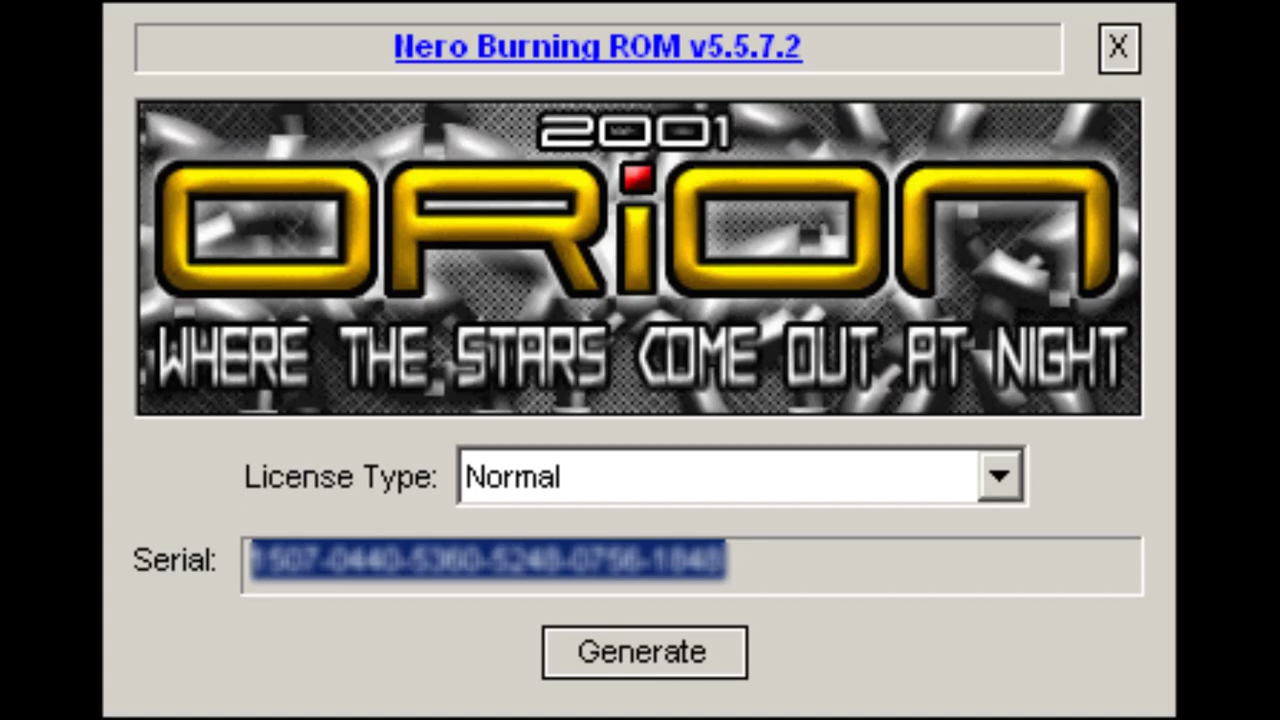 Nero Burning ROM v5.5.7.2
X
2001
ORiON
WHERE THE STARS COME OUT AT NIGHT
License Type: Normal
Serial:
Generate